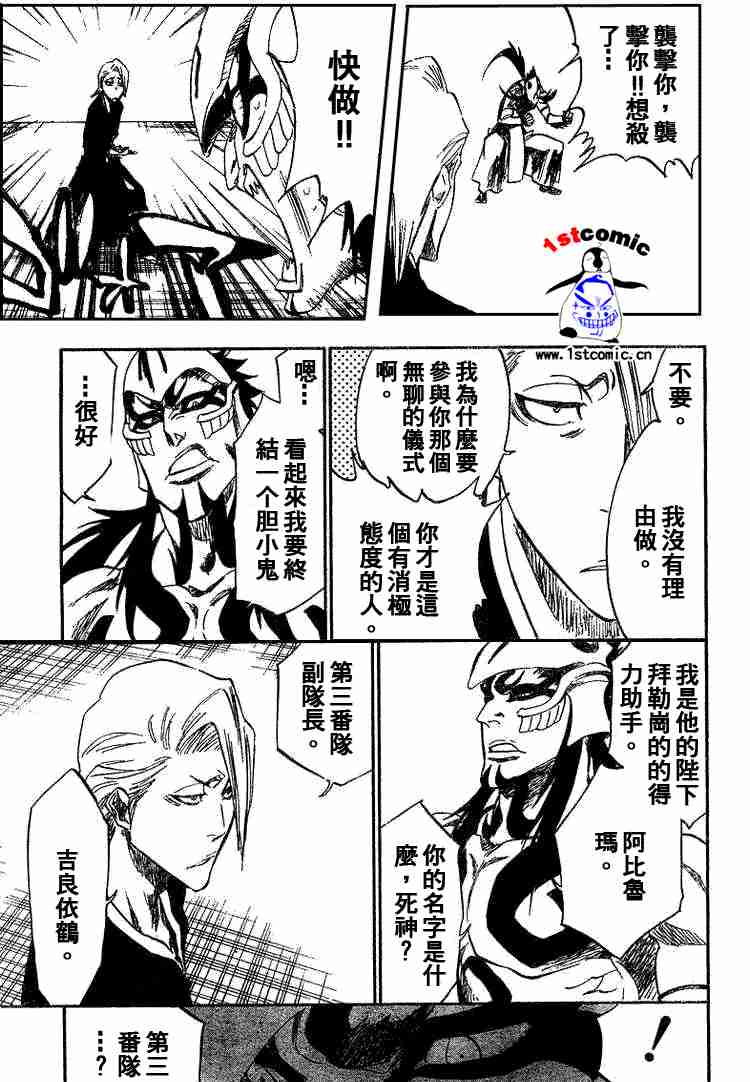 襲擊你，襲
擊你!!想殺
了…
快做!!
1stcomic
www.1stcomic.cn
不要。
我沒有理
由做。
我為什麼要
參與你那個
無聊的儀式
啊。
你才是這
個有消極
態度的人。
嗯…
看起來我要終
結一个胆小鬼
…很好
我是他的陛下
拜勒崗的的得
力助手。
阿比魯
瑪。
你的名字是什
麼，死神？
第三番隊
副隊長。
吉良依鶴。
！
第三
番隊
…?